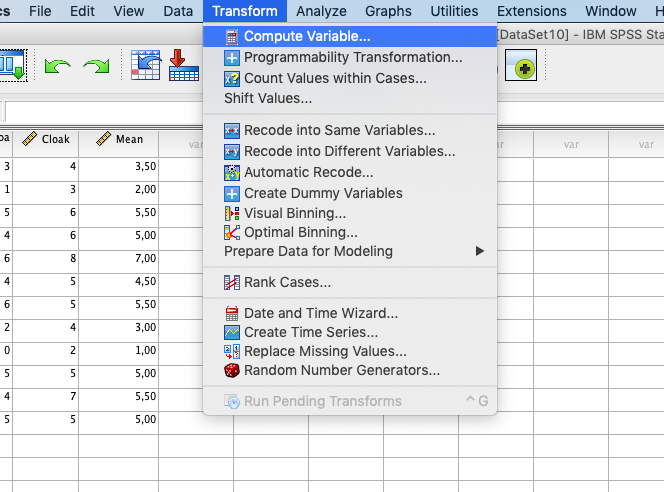 cs File Edit View Data Transform Analyze Graphs Utilities Extensions Window H
[DataSet10] - IBM SPSS Sta
Compute Variable...
Programmability Transformation...
Count Values within Cases...
Shift Values...
Recode into Same Variables...
Recode into Different Variables...
Automatic Recode...
Create Dummy Variables
Visual Binning...
Optimal Binning...
Prepare Data for Modeling
Rank Cases...
Date and Time Wizard...
Create Time Series...
Replace Missing Values...
Random Number Generators...
Run Pending Transforms ^ G
oa Cloak Mean var var var var
3 4 3,50
1 3 2,00
5 6 5,50
4 6 5,00
6 8 7,00
4 5 4,50
6 5 5,50
2 4 3,00
0 2 1,00
5 5 5,00
4 7 5,50
5 5 5,00